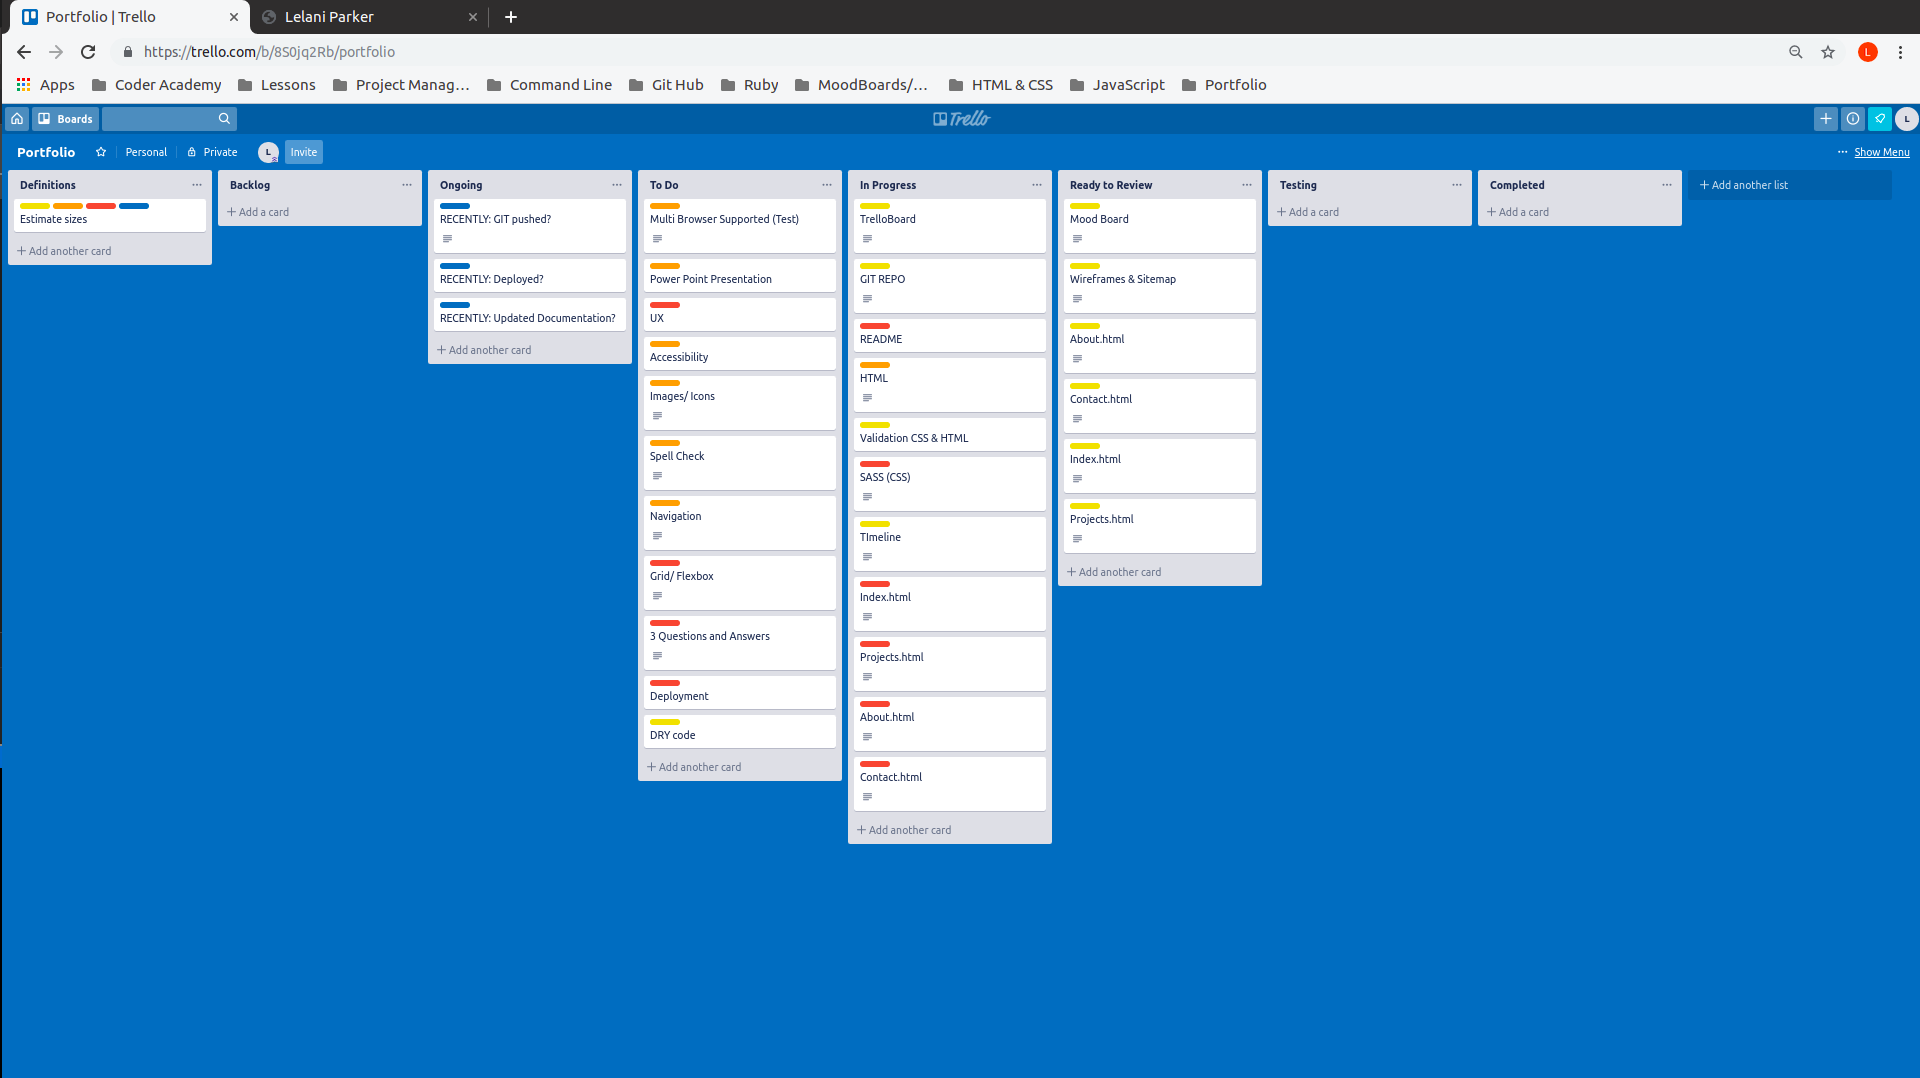 Portfolio | Trello
Lelani Parker
https://trello.com/b/8S0jq2Rb/portfolio
L
Apps
Coder Academy
Lessons
Project Manag...
Command Line
Git Hub
Ruby
MoodBoards/...
HTML & CSS
JavaScript
Portfolio
Boards
Trello
L
Portfolio
Personal
Private
L
Invite
... Show Menu
Definitions
Estimate sizes
+ Add another card
Backlog
+ Add a card
Ongoing
RECENTLY: GIT pushed?
RECENTLY: Deployed?
RECENTLY: Updated Documentation?
+ Add another card
To Do
Multi Browser Supported (Test)
Power Point Presentation
UX
Accessibility
Images/ Icons
Spell Check
Navigation
Grid/ Flexbox
3 Questions and Answers
Deployment
DRY code
+ Add another card
In Progress
TrelloBoard
GIT REPO
README
HTML
Validation CSS & HTML
SASS (CSS)
TImeline
Index.html
Projects.html
About.html
Contact.html
+ Add another card
Ready to Review
Mood Board
Wireframes & Sitemap
About.html
Contact.html
Index.html
Projects.html
+ Add another card
Testing
+ Add a card
Completed
+ Add a card
+ Add another list